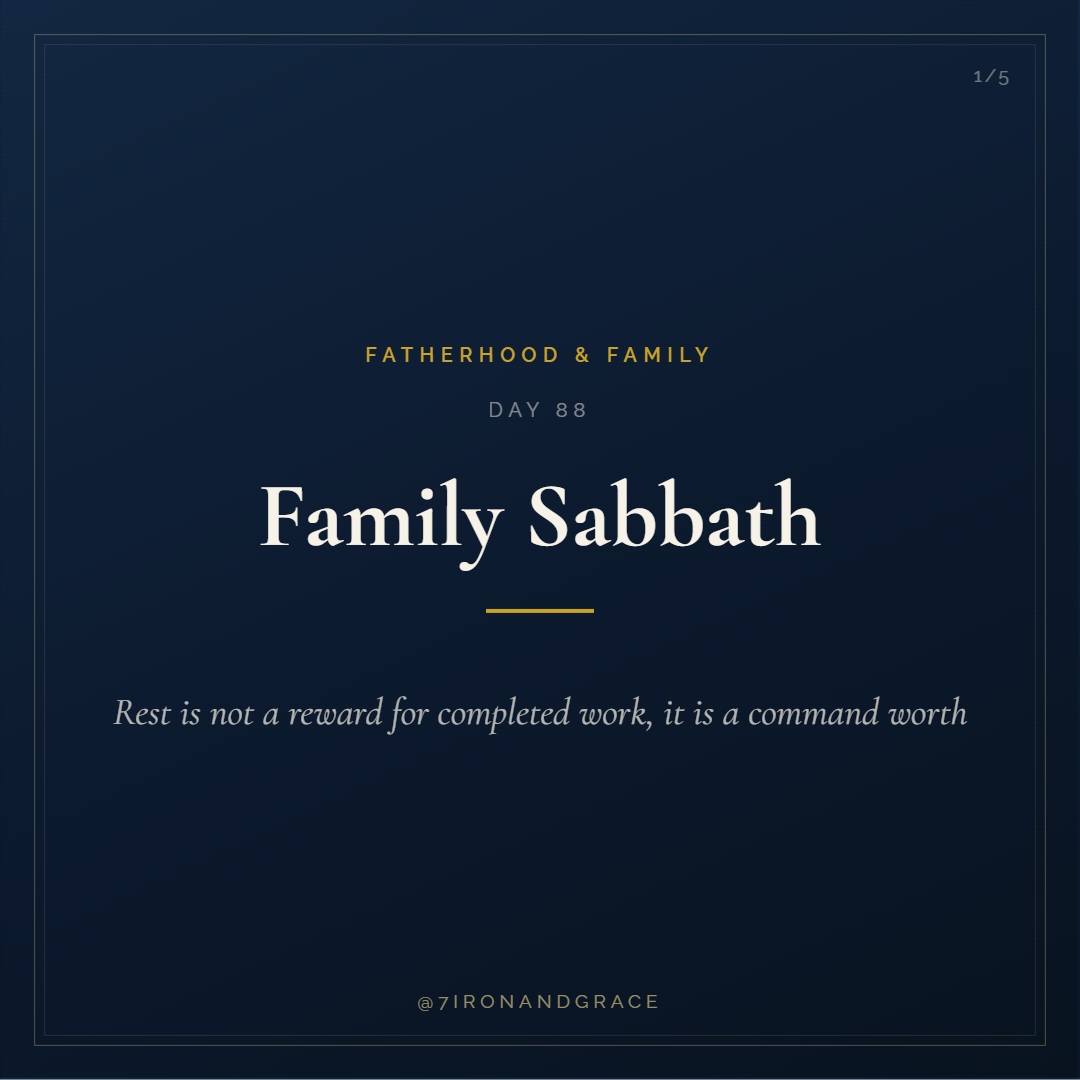 1/5
FATHERHOOD & FAMILY
DAY 88
Family Sabbath
Rest is not a reward for completed work, it is a command worth
@7IRONANDGRACE